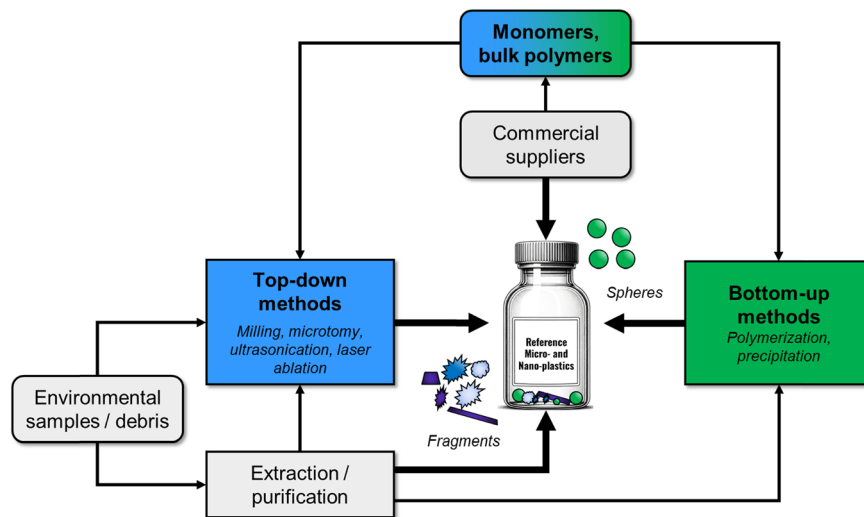 Monomers,
bulk polymers
Commercial
suppliers
Top-down
methods
Milling, microtomy,
ultrasonication, laser
ablation
Spheres
Bottom-up
methods
Polymerization,
precipitation
Reference
Micro- and
Nano-plastics
Environmental
samples / debris
Fragments
Extraction /
purification